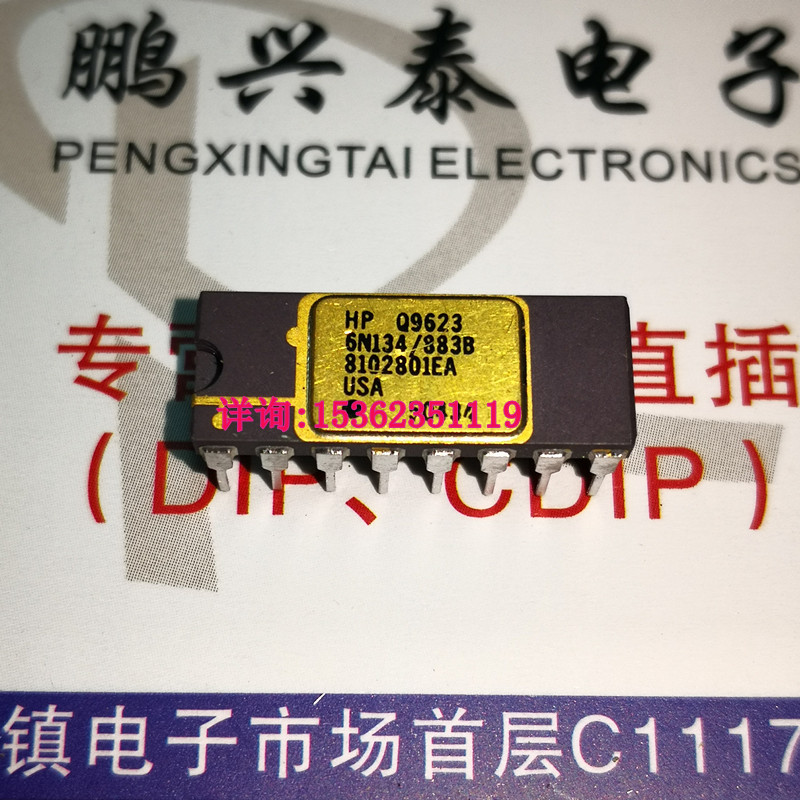 鹏兴泰电子
PENGXINGTAI ELECTRONICS
HP Q9623
6N134/883B
8102801EA
USA
详询:15362351119
专 直插
(DIP、CDIP)
镇电子市场首层C1117